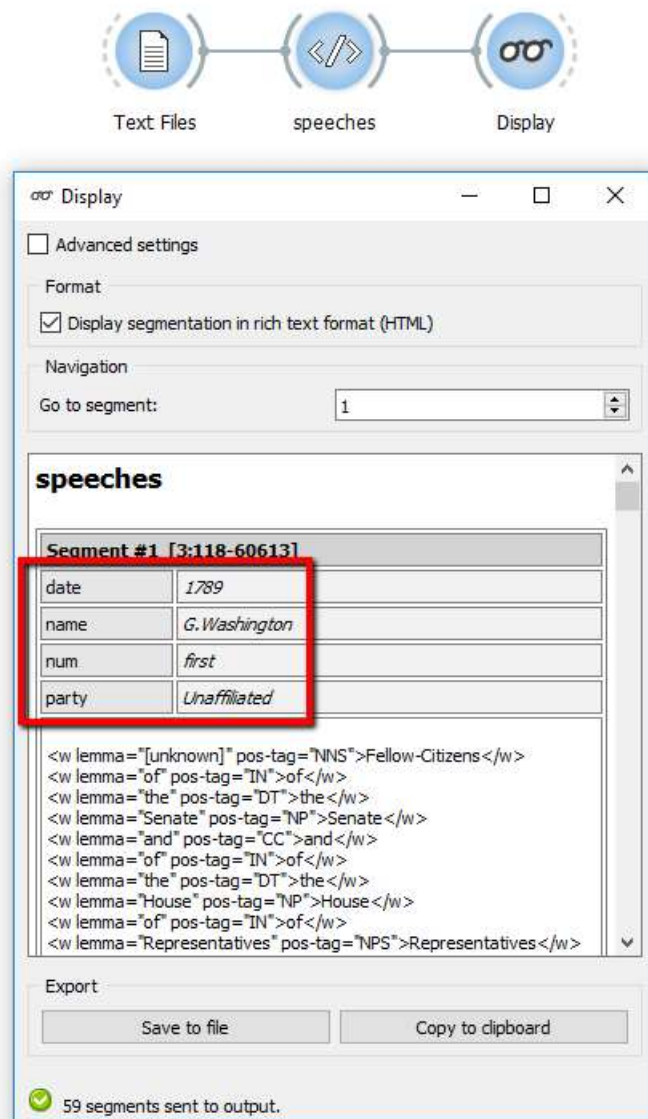 Text Files speeches Display
Display
Advanced settings
Format
Display segmentation in rich text format (HTML)
Navigation
Go to segment: 1
speeches
Segment #1 [3:118-60613]
date 1789
name G.Washington
num first
party Unaffiliated
<w lemma="[unknown]" pos-tag="NNS">Fellow-Citizens</w>
<w lemma="of" pos-tag="IN">of</w>
<w lemma="the" pos-tag="DT">the</w>
<w lemma="Senate" pos-tag="NP">Senate</w>
<w lemma="and" pos-tag="CC">and</w>
<w lemma="of" pos-tag="IN">of</w>
<w lemma="the" pos-tag="DT">the</w>
<w lemma="House" pos-tag="NP">House</w>
<w lemma="of" pos-tag="IN">of</w>
<w lemma="Representatives" pos-tag="NPS">Representatives</w>
Export
Save to file Copy to clipboard
59 segments sent to output.